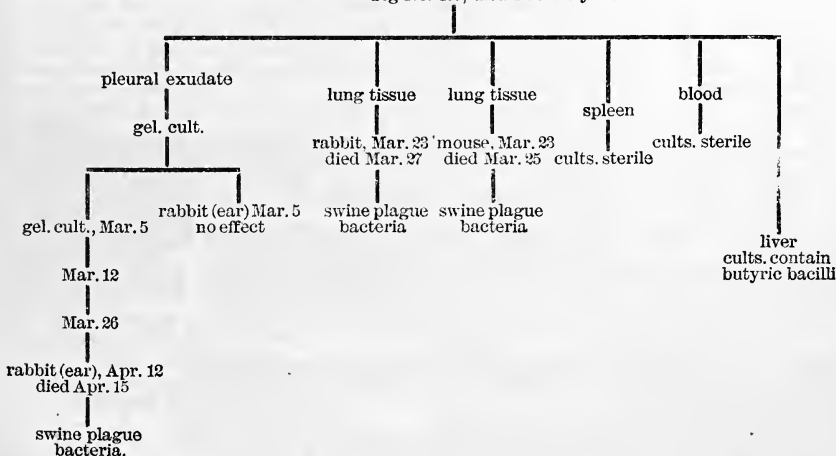 pleural exudate
gel. cult.
gel. cult., Mar. 5
Mar. 12
Mar. 26
rabbit (ear), Apr. 12
died Apr. 15
swine plague
bacteria.
rabbit (ear) Mar. 5
no effect
lung tissue
rabbit, Mar. 23
died Mar. 27
swine plague
bacteria
lung tissue
mouse, Mar. 23
died Mar. 25
swine plague
bacteria
spleen
cults. sterile
blood
cults. sterile
liver
cults. contain
butyric bacilli